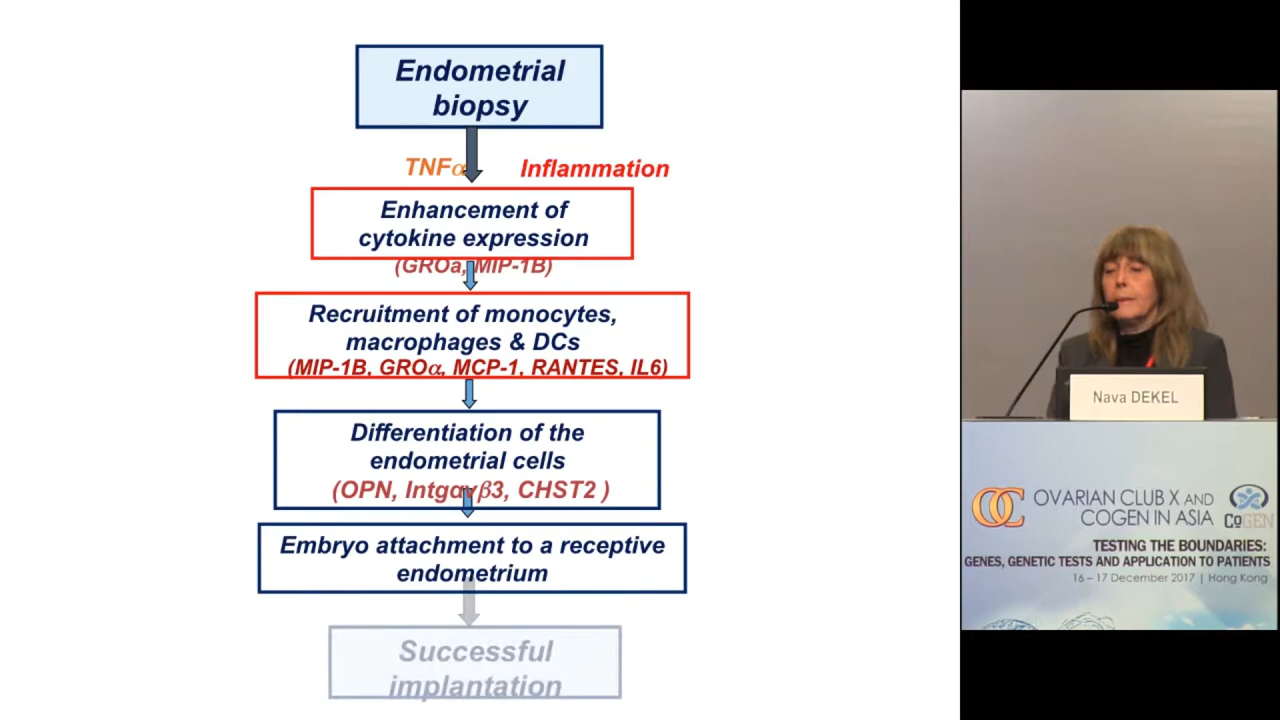 Endometrial
biopsy
TNFα
Inflammation
Enhancement of
cytokine expression
(GROa, MIP-1B)
Recruitment of monocytes,
macrophages & DCs
(MIP-1B, GROα, MCP-1, RANTES, IL6)
Differentiation of the
endometrial cells
(OPN, Intgαvβ3, CHST2 )
Embryo attachment to a receptive
endometrium
Successful
implantation
Nava DEKEL
OC OVARIAN CLUB X AND
COGEN IN ASIA
CoGEN
TESTING THE BOUNDARIES:
GENES, GENETIC TESTS AND APPLICATION TO PATIENTS
16 – 17 December 2017 | Hong Kong